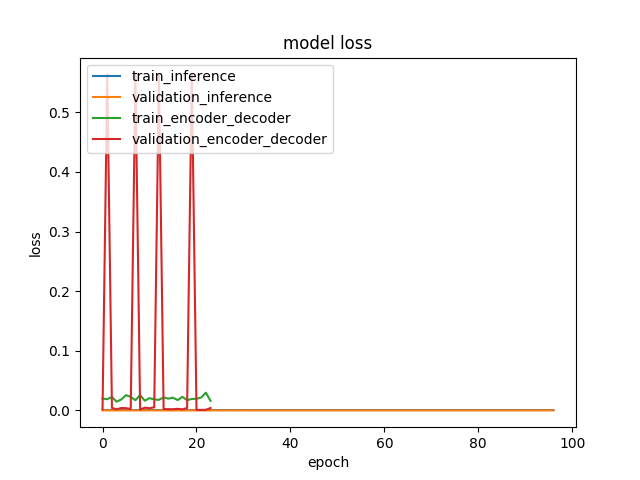 model loss
train_inference
validation_inference
train_encoder_decoder
validation_encoder_decoder
loss
0.5
0.4
0.3
0.2
0.1
0.0
0 20 40 60 80 100
epoch